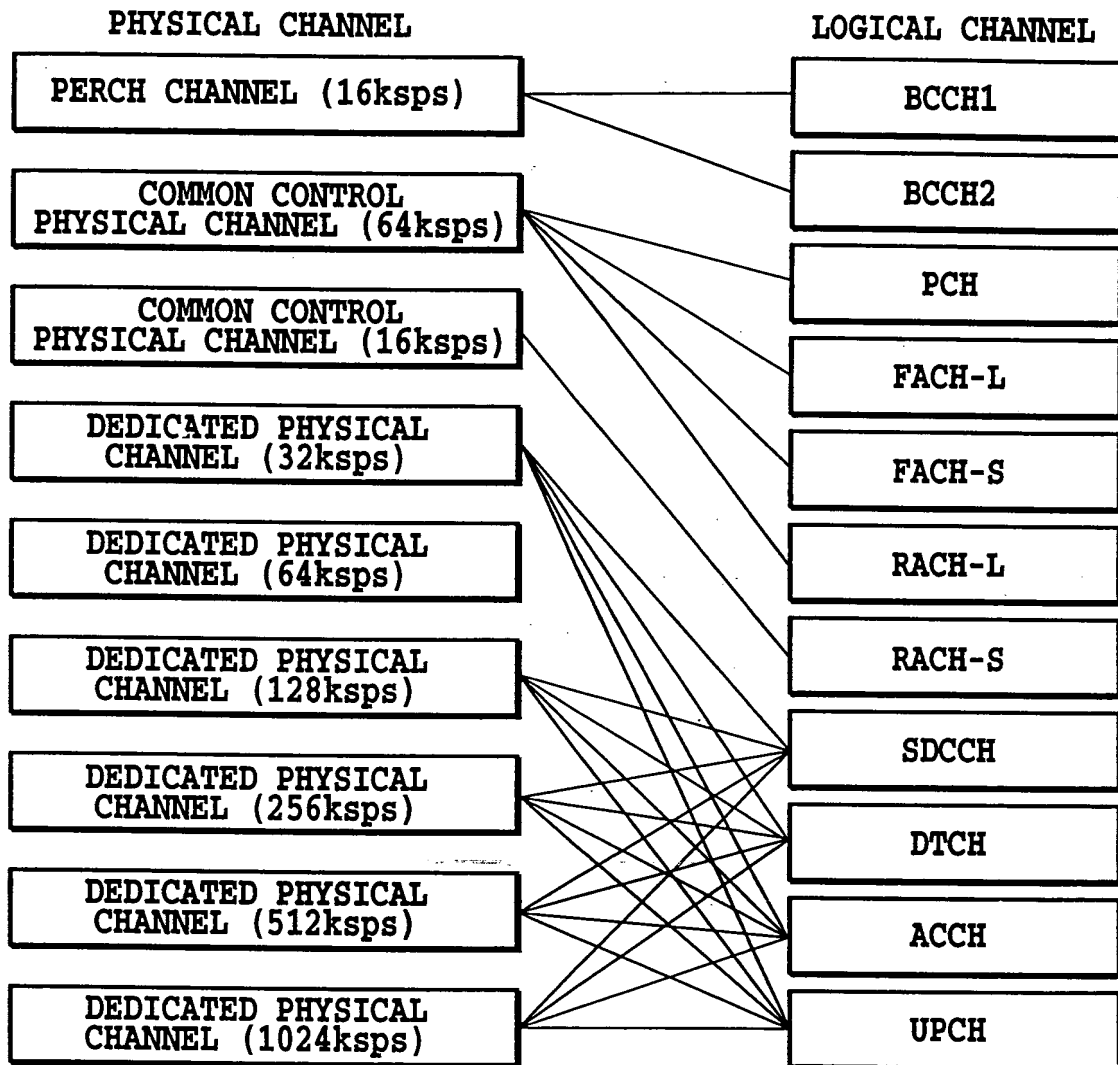 PHYSICAL CHANNEL
PERCH CHANNEL (16ksps)
COMMON CONTROL
PHYSICAL CHANNEL (64ksps)
COMMON CONTROL
PHYSICAL CHANNEL (16ksps)
DEDICATED PHYSICAL
CHANNEL (32ksps)
DEDICATED PHYSICAL
CHANNEL (64ksps)
DEDICATED PHYSICAL
CHANNEL (128ksps)
DEDICATED PHYSICAL
CHANNEL (256ksps)
DEDICATED PHYSICAL
CHANNEL (512ksps)
DEDICATED PHYSICAL
CHANNEL (1024ksps)
LOGICAL CHANNEL
BCCH1
BCCH2
PCH
FACH-L
FACH-S
RACH-L
RACH-S
SDCCH
DTCH
ACCH
UPCH